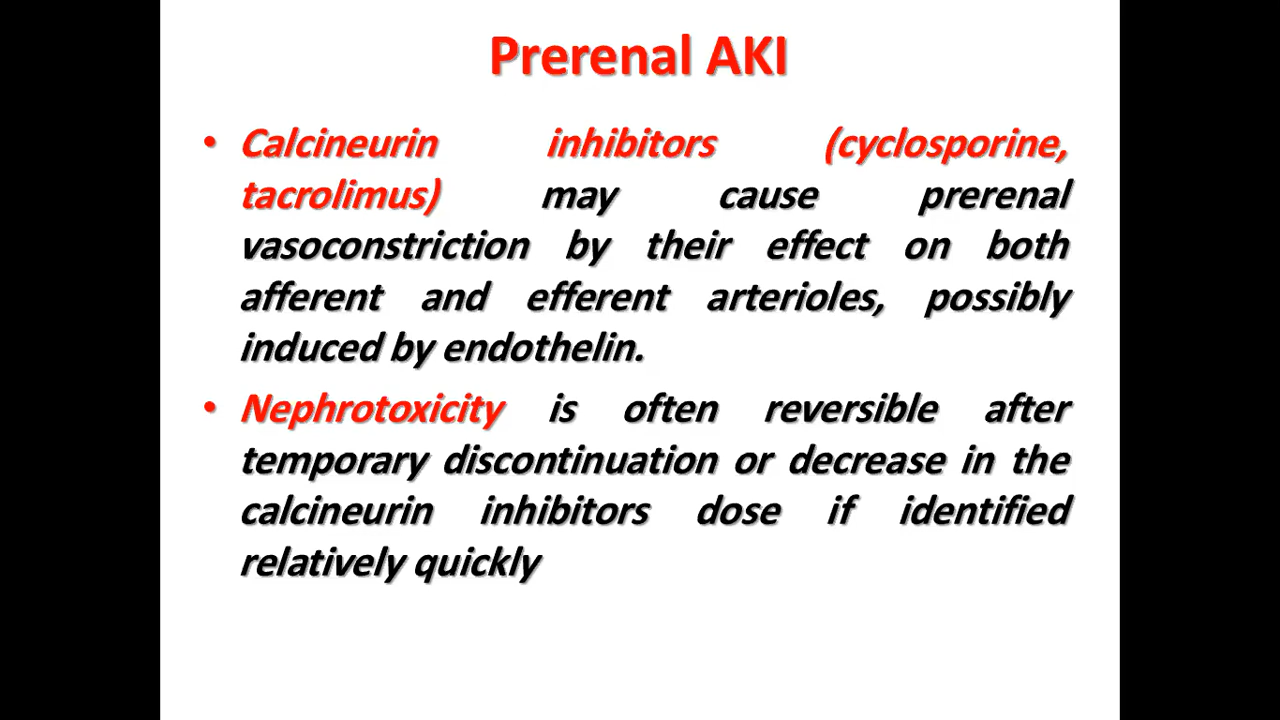 Prerenal AKI
• Calcineurin inhibitors (cyclosporine,
tacrolimus) may cause prerenal
vasoconstriction by their effect on both
afferent and efferent arterioles, possibly
induced by endothelin.
• Nephrotoxicity is often reversible after
temporary discontinuation or decrease in the
calcineurin inhibitors dose if identified
relatively quickly